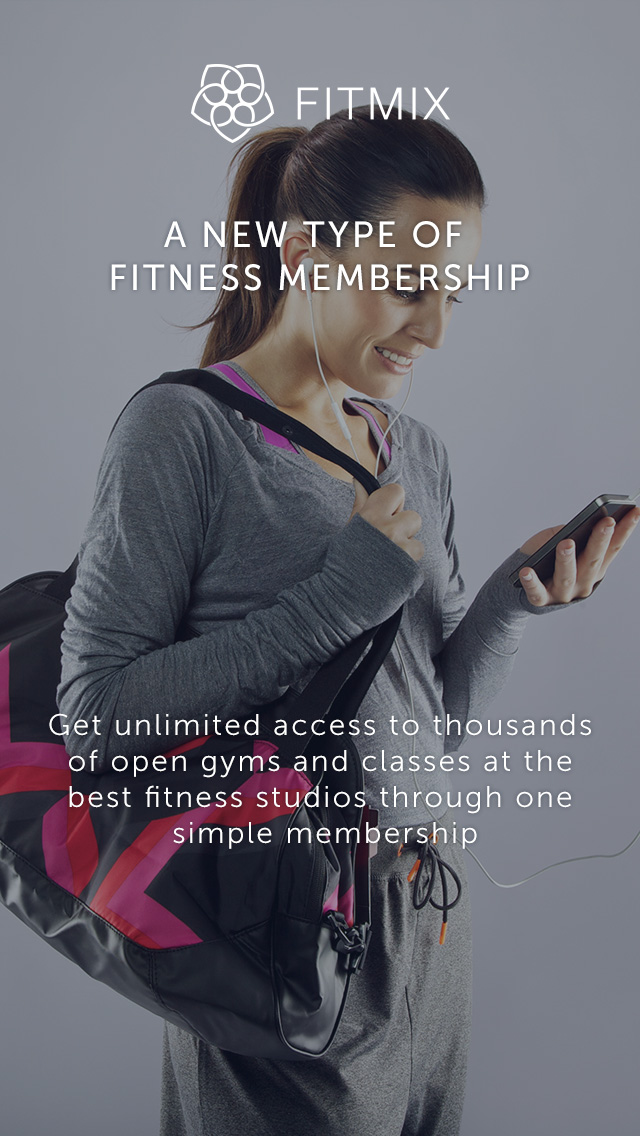 FITMIX
A NEW TYPE OF
FITNESS MEMBERSHIP
Get unlimited access to thousands
of open gyms and classes at the
best fitness studios through one
simple membership